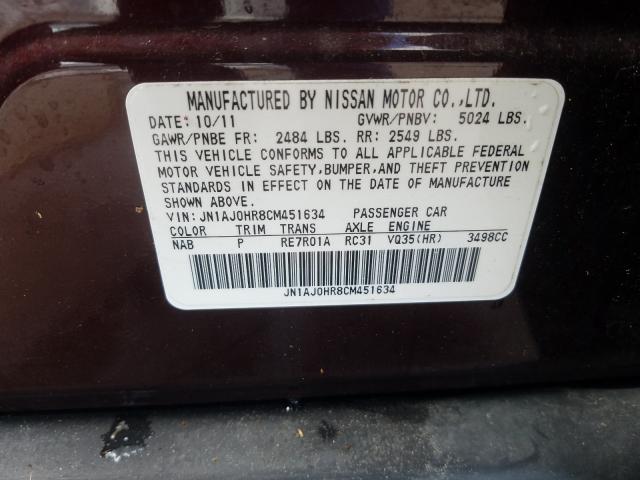 MANUFACTURED BY NISSAN MOTOR CO.,LTD.
DATE: 10/11 GVWR/PNBV: 5024 LBS.
GAWR/PNBE FR: 2484 LBS. RR: 2549 LBS.
THIS VEHICLE CONFORMS TO ALL APPLICABLE FEDERAL
MOTOR VEHICLE SAFETY,BUMPER,AND THEFT PREVENTION
STANDARDS IN EFFECT ON THE DATE OF MANUFACTURE
SHOWN ABOVE.
VIN: JN1AJ0HR8CM451634 PASSENGER CAR
COLOR TRIM TRANS AXLE ENGINE
NAB P RE7R01A RC31 VQ35(HR) 3498CC
JN1AJ0HR8CM451634